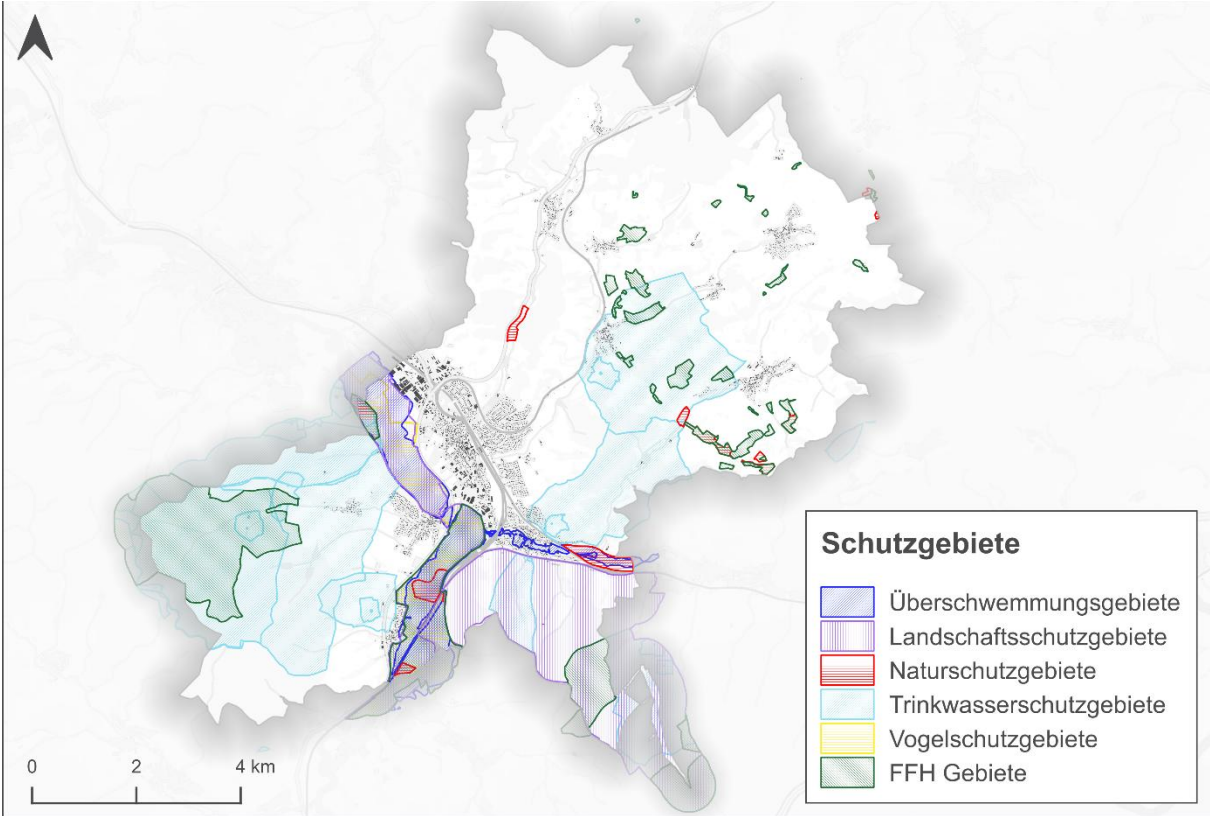 Schutzgebiete
Überschwemmungsgebiete
Landschaftsschutzgebiete
Naturschutzgebiete
Trinkwasserschutzgebiete
Vogelschutzgebiete
FFH Gebiete
0 2 4 km